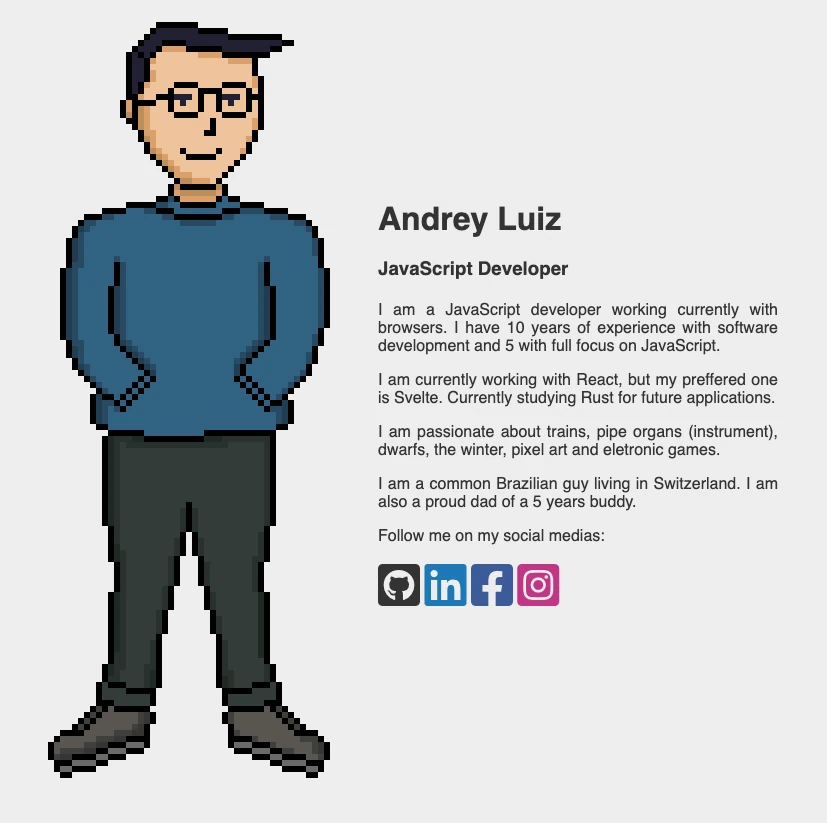 Andrey Luiz
JavaScript Developer
I am a JavaScript developer working currently with
browsers. I have 10 years of experience with software
development and 5 with full focus on JavaScript.
I am currently working with React, but my preffered one
is Svelte. Currently studying Rust for future applications.
I am passionate about trains, pipe organs (instrument),
dwarfs, the winter, pixel art and eletronic games.
I am a common Brazilian guy living in Switzerland. I am
also a proud dad of a 5 years buddy.
Follow me on my social medias:
in